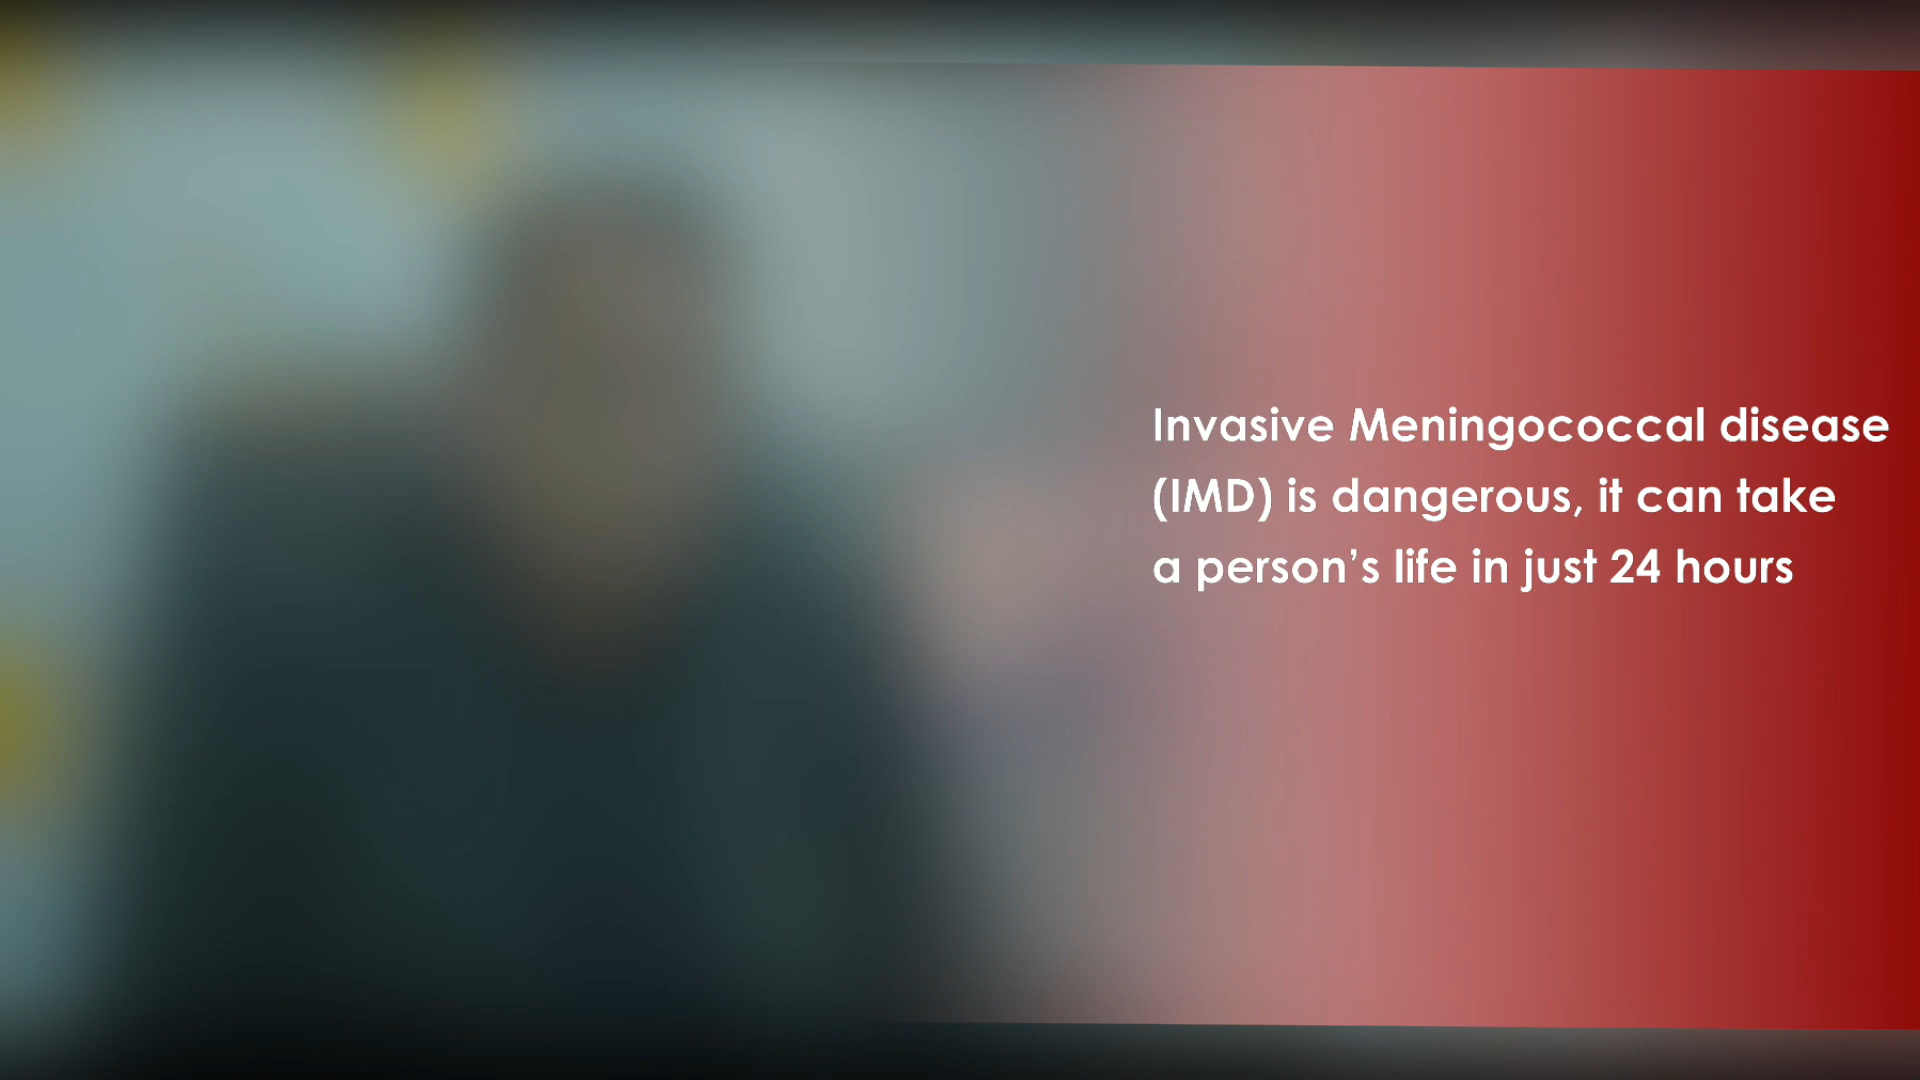 Invasive Meningococcal disease
(IMD) is dangerous, it can take
a person’s life in just 24 hours